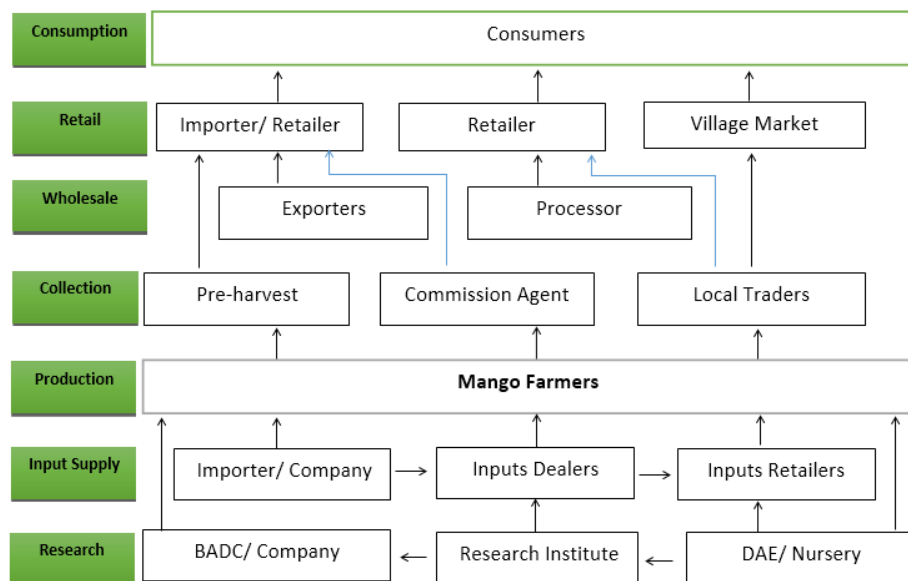 Consumption
Consumers
Retail
Importer/ Retailer
Retailer
Village Market
Wholesale
Exporters
Processor
Collection
Pre-harvest
Commission Agent
Local Traders
Production
Mango Farmers
Input Supply
Importer/ Company
Inputs Dealers
Inputs Retailers
Research
BADC/ Company
Research Institute
DAE/ Nursery